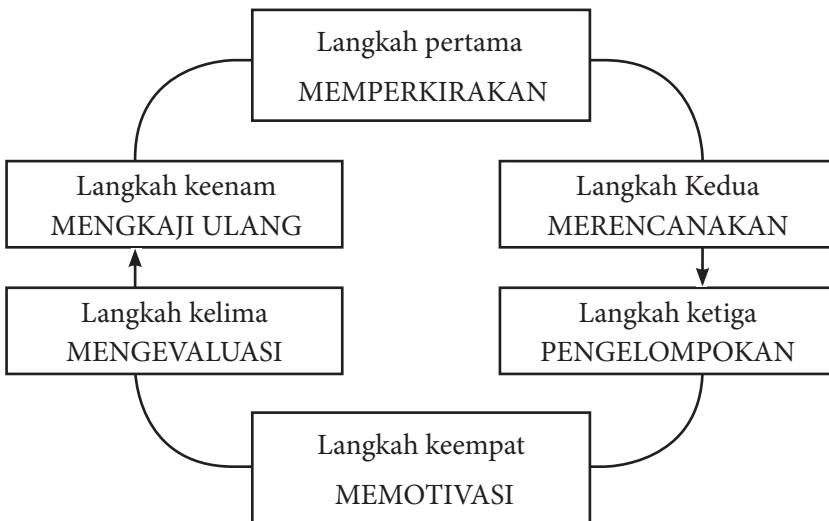 Langkah pertama
MEMPERKIRAKAN
Langkah keenam
MENGKAJI ULANG
Langkah Kedua
MERENCANAKAN
Langkah kelima
MENGEVALUASI
Langkah ketiga
PENGELOMPOKAN
Langkah keempat
MEMOTIVASI